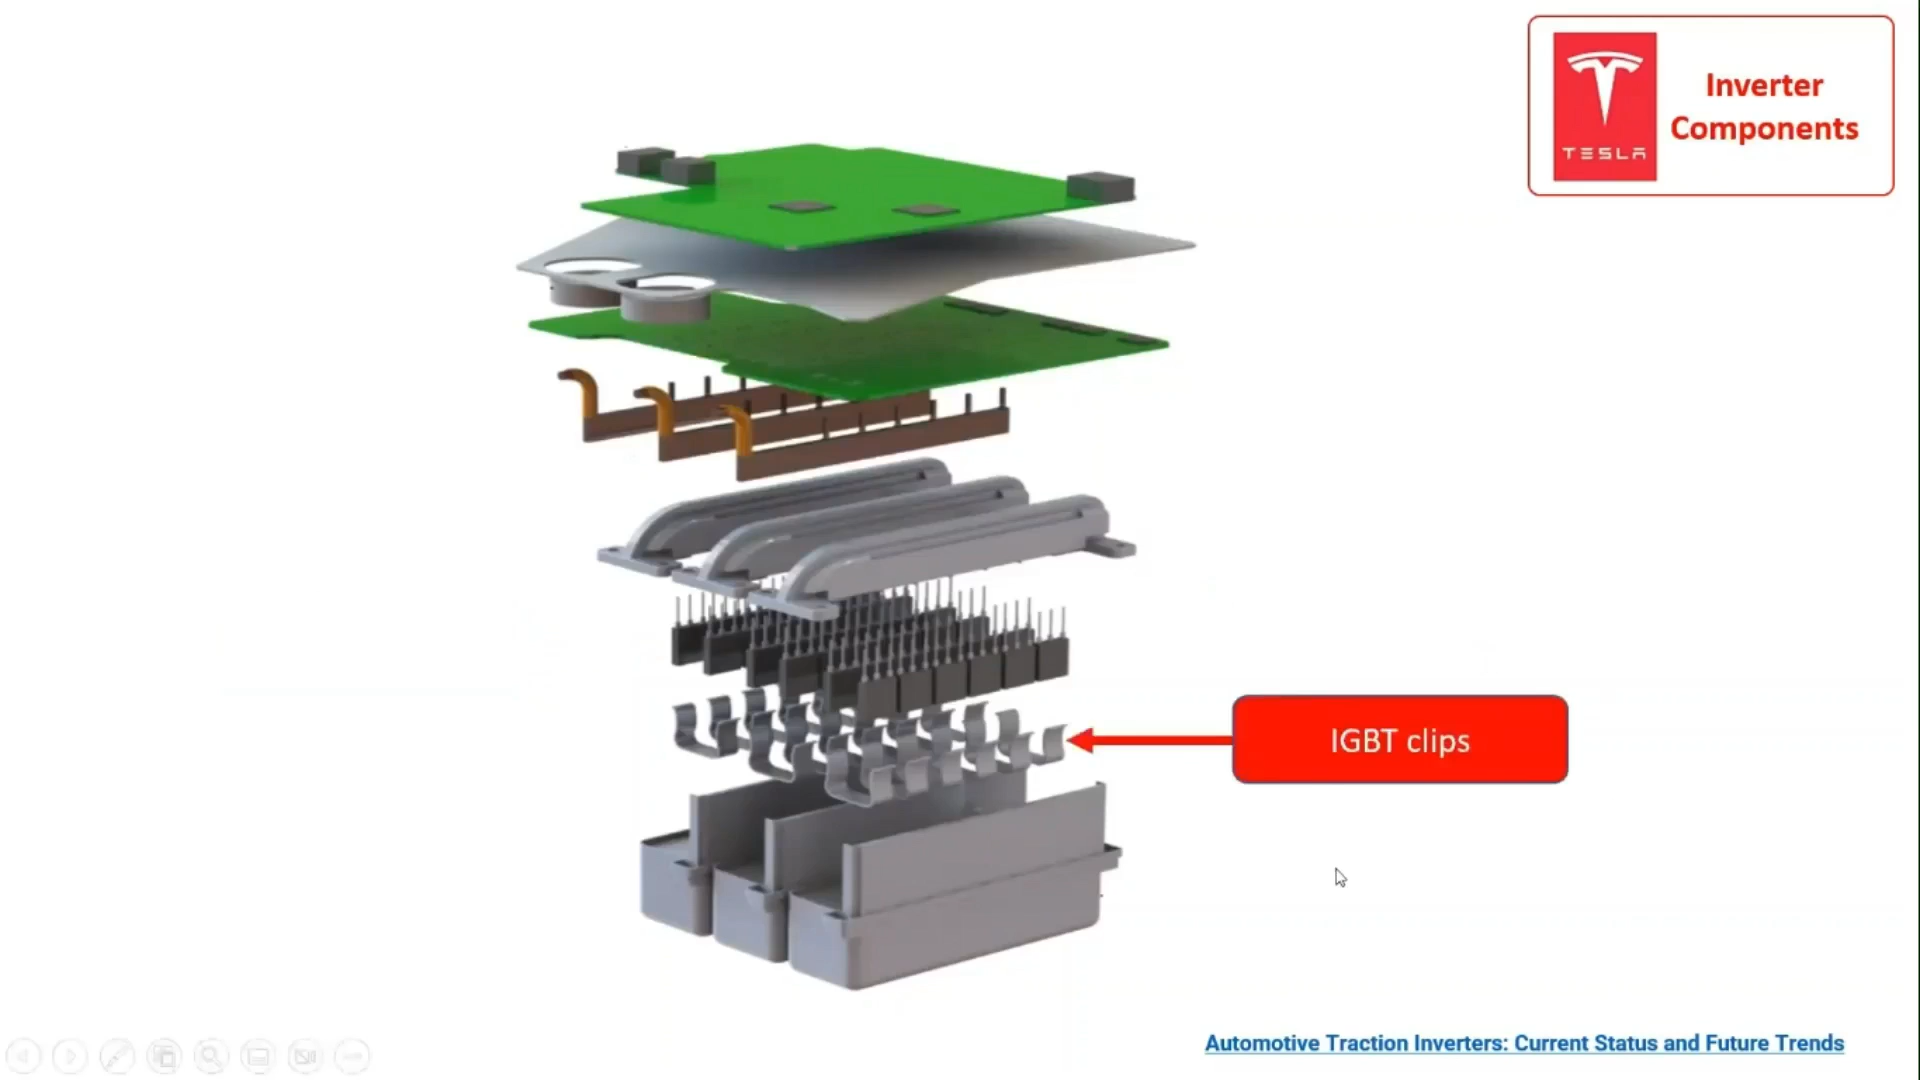 TESLA
Inverter
Components
IGBT clips
Automotive Traction Inverters: Current Status and Future Trends